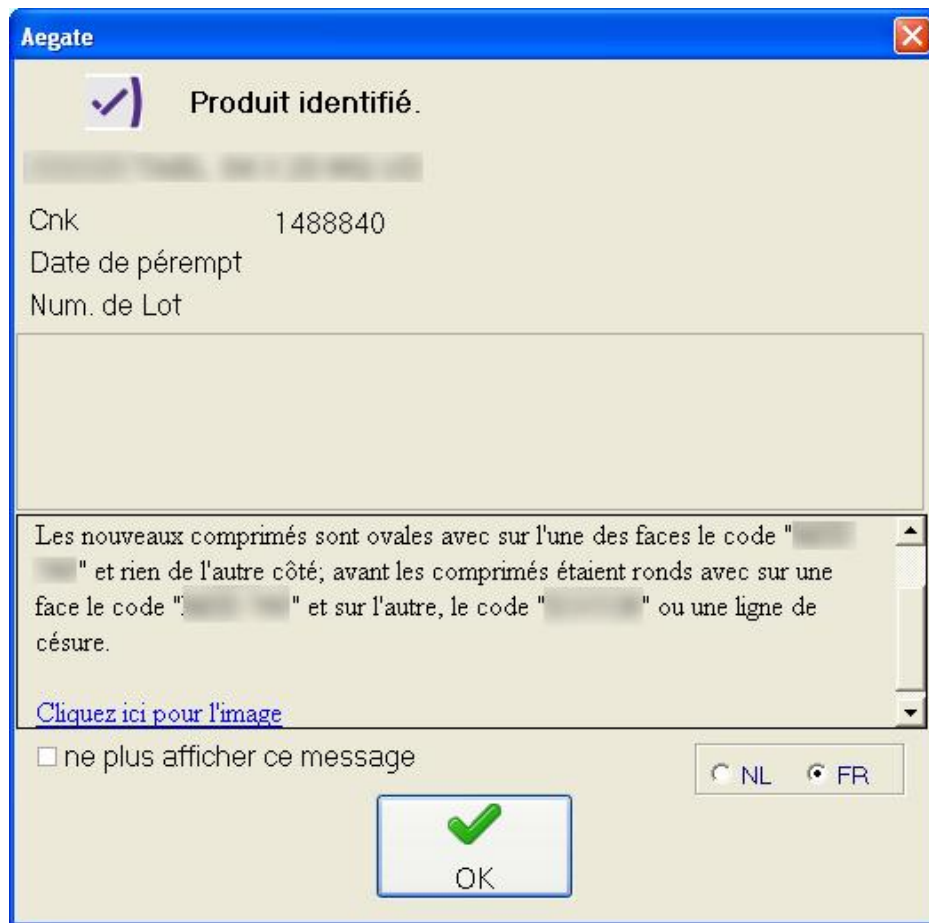 Aegate
Produit identifié.
Cnk 1488840
Date de pérempt
Num. de Lot
Les nouveaux comprimés sont ovales avec sur l'une des faces le code "
" et rien de l'autre côté; avant les comprimés étaient ronds avec sur une
face le code " " et sur l'autre, le code " " ou une ligne de
césure.
Cliquez ici pour l'image
ne plus afficher ce message
NL FR
OK